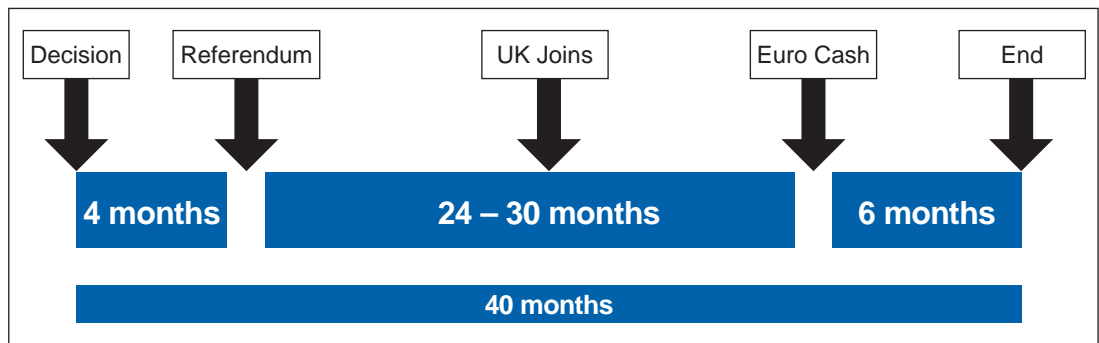 Decision Referendum UK Joins Euro Cash End
4 months 24 – 30 months 6 months
40 months